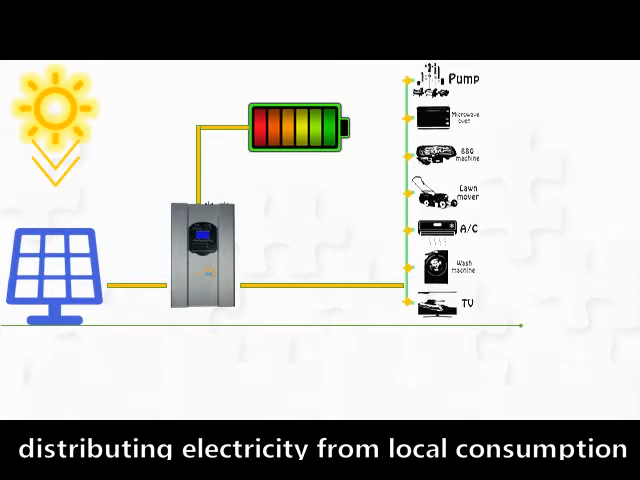 Pump
Microwave
oven
BBQ
machine
Lawn
mover
A/C
Wash
machine
TV
distributing electricity from local consumption